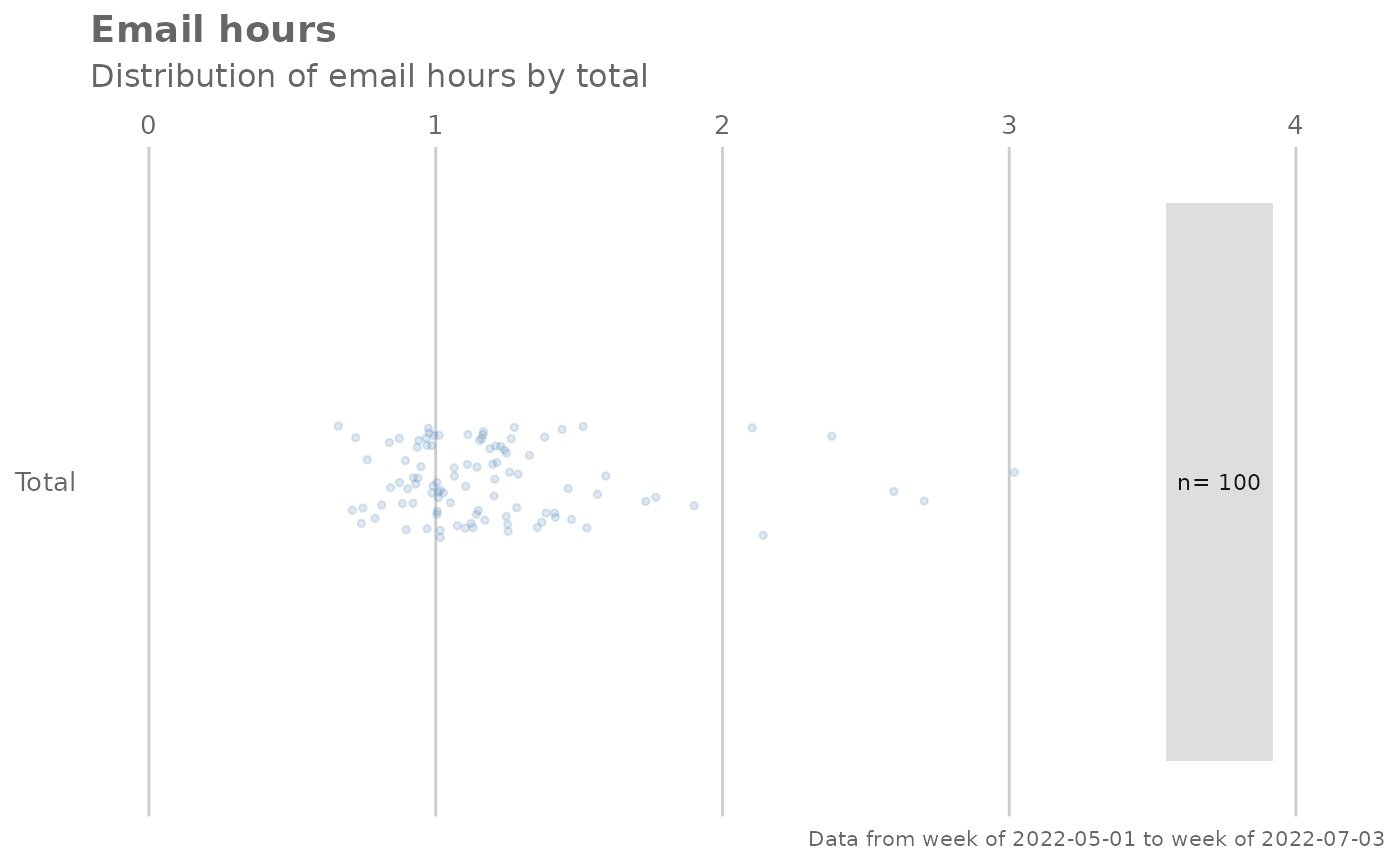 Email hours
Distribution of email hours by total
0 1 2 3 4
Total
n= 100
Data from week of 2022-05-01 to week of 2022-07-03